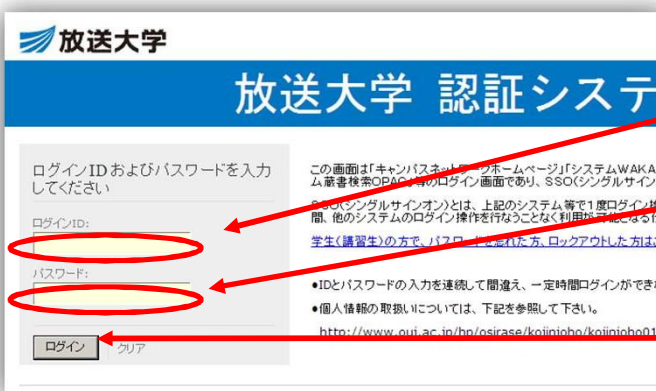 放送大学
放送大学 認証システ
ログインIDおよびパスワードを入力
してください
ログインID:
パスワード:
ログイン クリア
この画面は「キャンパスネットワークホームページ」「システムWAKA
ム蔵書検索OPAC」等のログイン画面であり、SSO(シングルサイン
SSO(シングルサインオン)とは、上記のシステム等で1度ログイン
間、他のシステムのログイン操作を行なうことなく利用が可能となる
学生(講習生)の方で、パスワードを忘れた方、ロックアウトした方は
●IDとパスワードの入力を連続して間違え、一定時間ログインができ
●個人情報の取扱いについては、下記を参照して下さい。
http://www.ouj.ac.jp/hp/osirase/kojinjoho/kojinjoho01